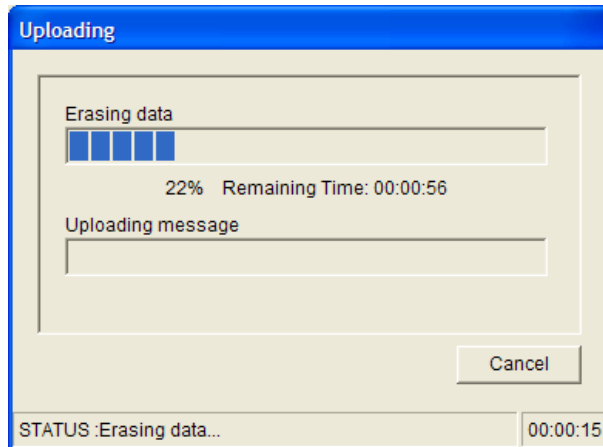 Uploading
Erasing data
22% Remaining Time: 00:00:56
Uploading message
Cancel
STATUS :Erasing data... 00:00:15